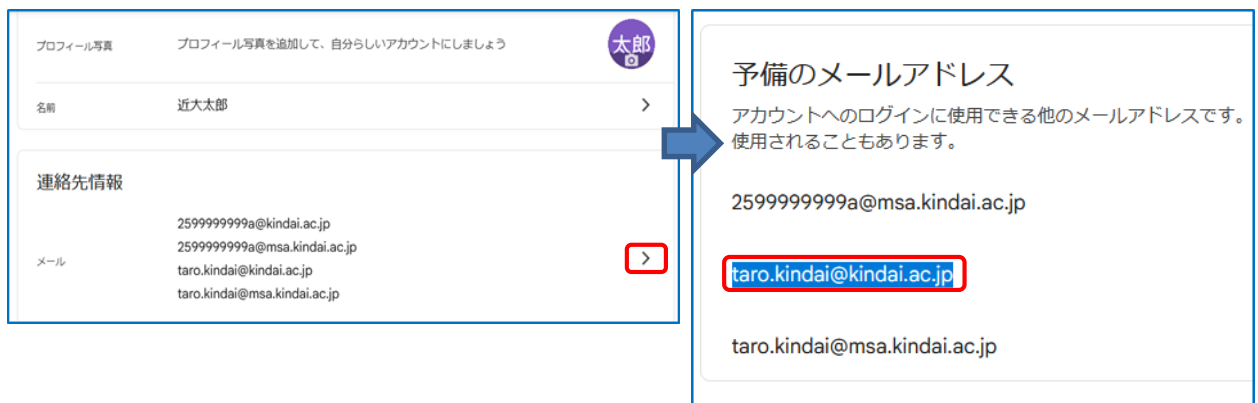 プロフィール写真
プロフィール写真を追加して、自分らしいアカウントにしましょう
太郎
名前
近大太郎
連絡先情報
メール
2599999999a@kindai.ac.jp
2599999999a@msa.kindai.ac.jp
taro.kindai@kindai.ac.jp
taro.kindai@msa.kindai.ac.jp
予備のメールアドレス
アカウントへのログインに使用できる他のメールアドレスです。
使用されることもあります。
2599999999a@msa.kindai.ac.jp
taro.kindai@kindai.ac.jp
taro.kindai@msa.kindai.ac.jp